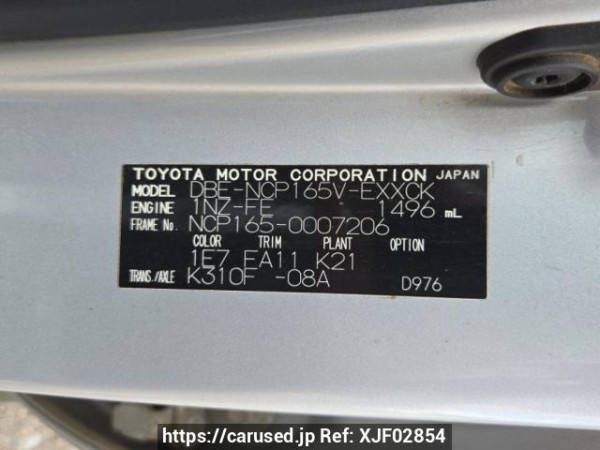 TOYOTA MOTOR CORPORATION JAPAN
MODEL DBE-NCP165V-EXXCK
ENGINE 1NZ-FE 1496 mL
FRAME No. NCP165-0007206
COLOR TRIM PLANT OPTION
1E7 EA11 K21
TRANS./AXLE K310F -08A D976
https://carused.jp Ref: XJF02854